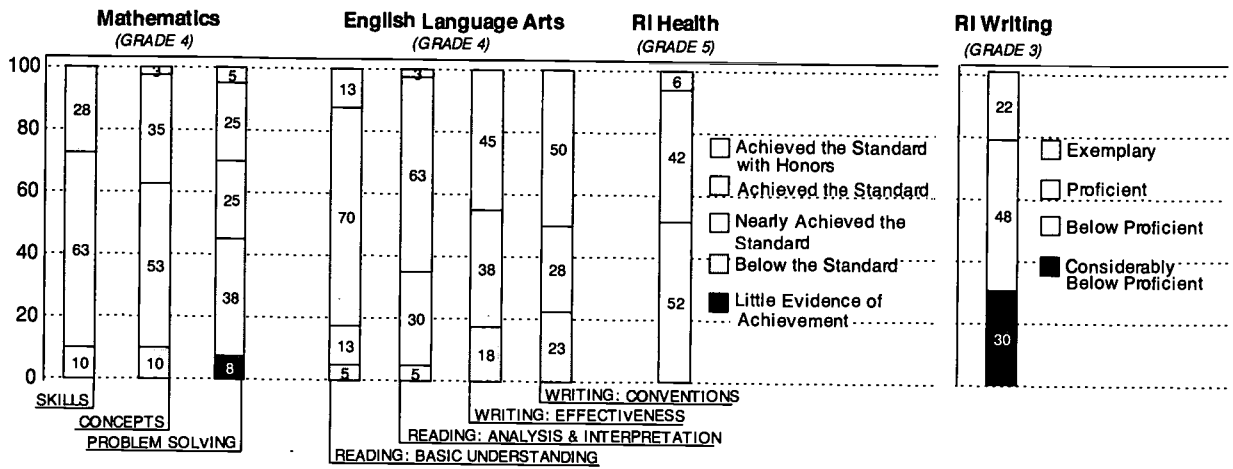 Mathematics
(GRADE 4)
English Language Arts
(GRADE 4)
RI Health
(GRADE 5)
RI Writing
(GRADE 3)
100
80
60
40
20
0
28
63
10
3
35
53
10
5
25
25
38
8
13
70
13
5
3
63
30
5
45
38
18
50
28
23
6
42
52
Achieved the Standard
with Honors
Achieved the Standard
Nearly Achieved the
Standard
Below the Standard
Little Evidence of
Achievement
22
48
30
Exemplary
Proficient
Below Proficient
Considerably
Below Proficient
SKILLS
CONCEPTS
PROBLEM SOLVING
WRITING: CONVENTIONS
WRITING: EFFECTIVENESS
READING: ANALYSIS & INTERPRETATION
READING: BASIC UNDERSTANDING